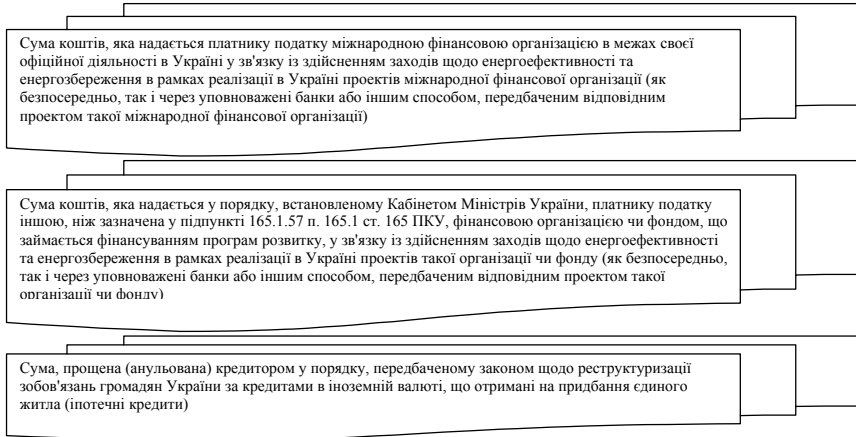 Сума коштів, яка надається платнику податку міжнародною фінансовою організацією в межах своєї
офіційної діяльності в Україні у зв'язку із здійсненням заходів щодо енергоефективності та
енергозбереження в рамках реалізації в Україні проектів міжнародної фінансової організації (як
безпосередньо, так і через уповноважені банки або іншим способом, передбаченим відповідним
проектом такої міжнародної фінансової організації)
Сума коштів, яка надається у порядку, встановленому Кабінетом Міністрів України, платнику податку
іншою, ніж зазначена у підпункті 165.1.57 п. 165.1 ст. 165 ПКУ, фінансовою організацією чи фондом, що
займається фінансуванням програм розвитку, у зв'язку із здійсненням заходів щодо енергоефективності
та енергозбереження в рамках реалізації в Україні проектів такої організації чи фонду (як безпосередньо,
так і через уповноважені банки або іншим способом, передбаченим відповідним проектом такої
організації чи фонду)
Сума, прощена (анульована) кредитором у порядку, передбаченому законом щодо реструктуризації
зобов'язань громадян України за кредитами в іноземній валюті, що отримані на придбання єдиного
житла (іпотечні кредити)